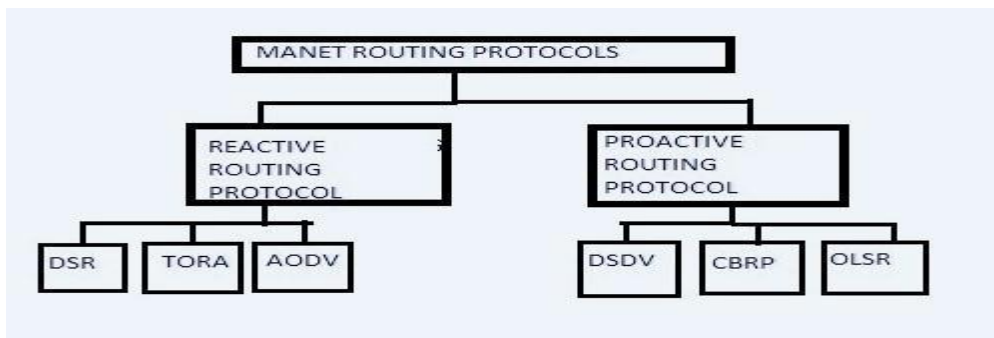 MANET ROUTING PROTOCOLS
REACTIVE
ROUTING
PROTOCOL
PROACTIVE
ROUTING
PROTOCOL
DSR
TORA
AODV
DSDV
CBRP
OLSR